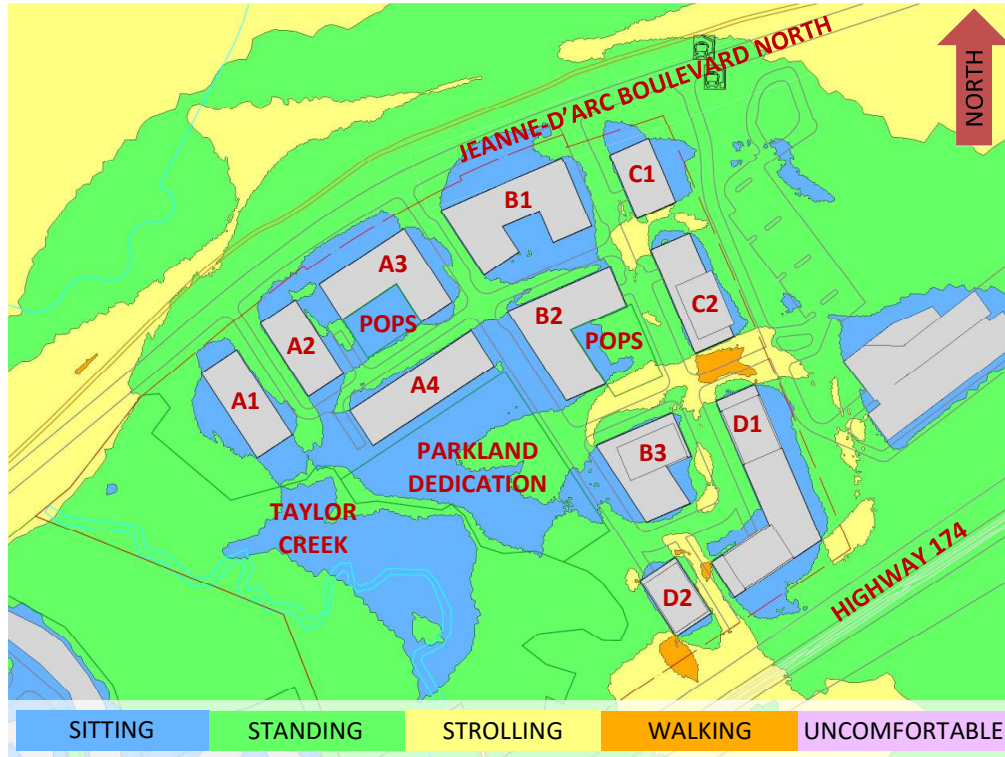 NORTH
JEANNE-D'ARC BOULEVARD NORTH
C1
B1
A3
C2
B2
POPS
POPS
A2
A4
A1
D1
B3
PARKLAND
DEDICATION
TAYLOR
CREEK
HIGHWAY 174
D2
SITTING
STANDING
STROLLING
WALKING
UNCOMFORTABLE